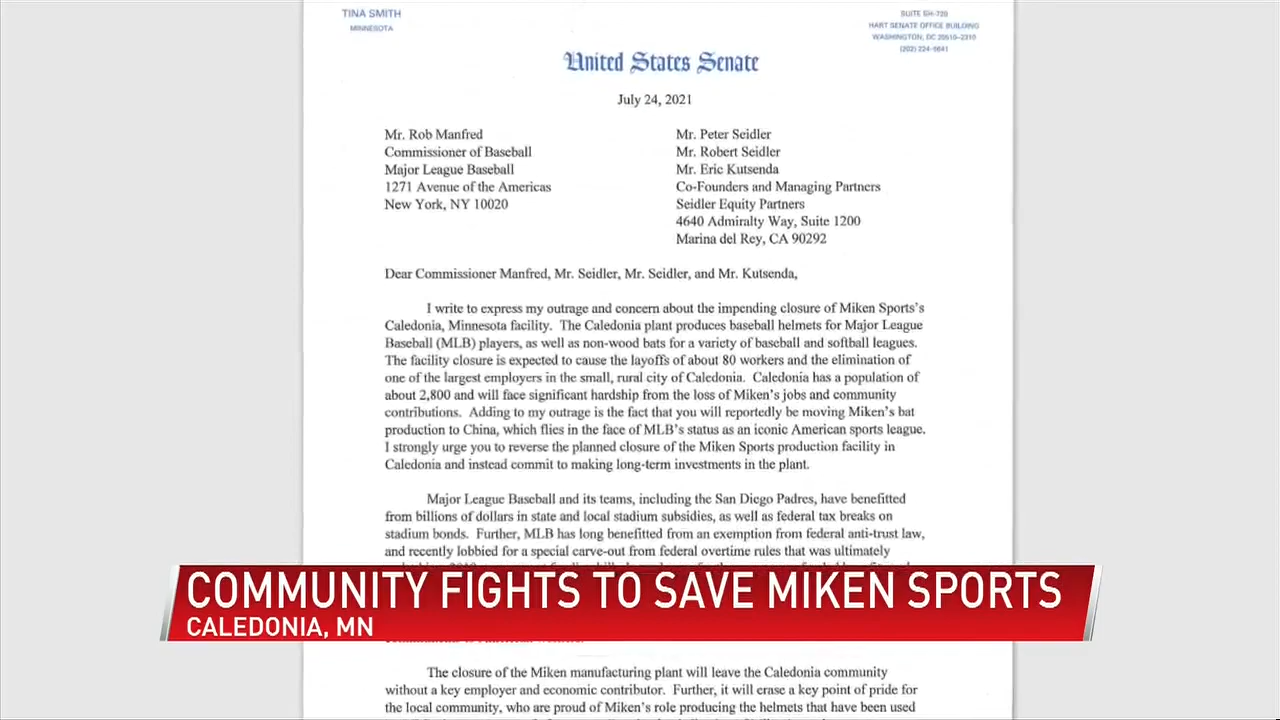 TINA SMITH
MINNESOTA
SUITE SH-720
HART SENATE OFFICE BUILDING
WASHINGTON, DC 20510-2310
(202) 224-5641
United States Senate
July 24, 2021
Mr. Rob Manfred
Commissioner of Baseball
Major League Baseball
1271 Avenue of the Americas
New York, NY 10020
Mr. Peter Seidler
Mr. Robert Seidler
Mr. Eric Kutsenda
Co-Founders and Managing Partners
Seidler Equity Partners
4640 Admiralty Way, Suite 1200
Marina del Rey, CA 90292
Dear Commissioner Manfred, Mr. Seidler, Mr. Seidler, and Mr. Kutsenda,
I write to express my outrage and concern about the impending closure of Miken Sports's
Caledonia, Minnesota facility. The Caledonia plant produces baseball helmets for Major League
Baseball (MLB) players, as well as non-wood bats for a variety of baseball and softball leagues.
The facility closure is expected to cause the layoffs of about 80 workers and the elimination of
one of the largest employers in the small, rural city of Caledonia. Caledonia has a population of
about 2,800 and will face significant hardship from the loss of Miken's jobs and community
contributions. Adding to my outrage is the fact that you will reportedly be moving Miken's bat
production to China, which flies in the face of MLB's status as an iconic American sports league.
I strongly urge you to reverse the planned closure of the Miken Sports production facility in
Caledonia and instead commit to making long-term investments in the plant.
Major League Baseball and its teams, including the San Diego Padres, have benefitted
from billions of dollars in state and local stadium subsidies, as well as federal tax breaks on
stadium bonds. Further, MLB has long benefitted from an exemption from federal anti-trust law,
and recently lobbied for a special carve-out from federal overtime rules that was ultimately
COMMUNITY FIGHTS TO SAVE MIKEN SPORTS
CALEDONIA, MN
The closure of the Miken manufacturing plant will leave the Caledonia community
without a key employer and economic contributor. Further, it will erase a key point of pride for
the local community, who are proud of Miken's role producing the helmets that have been used